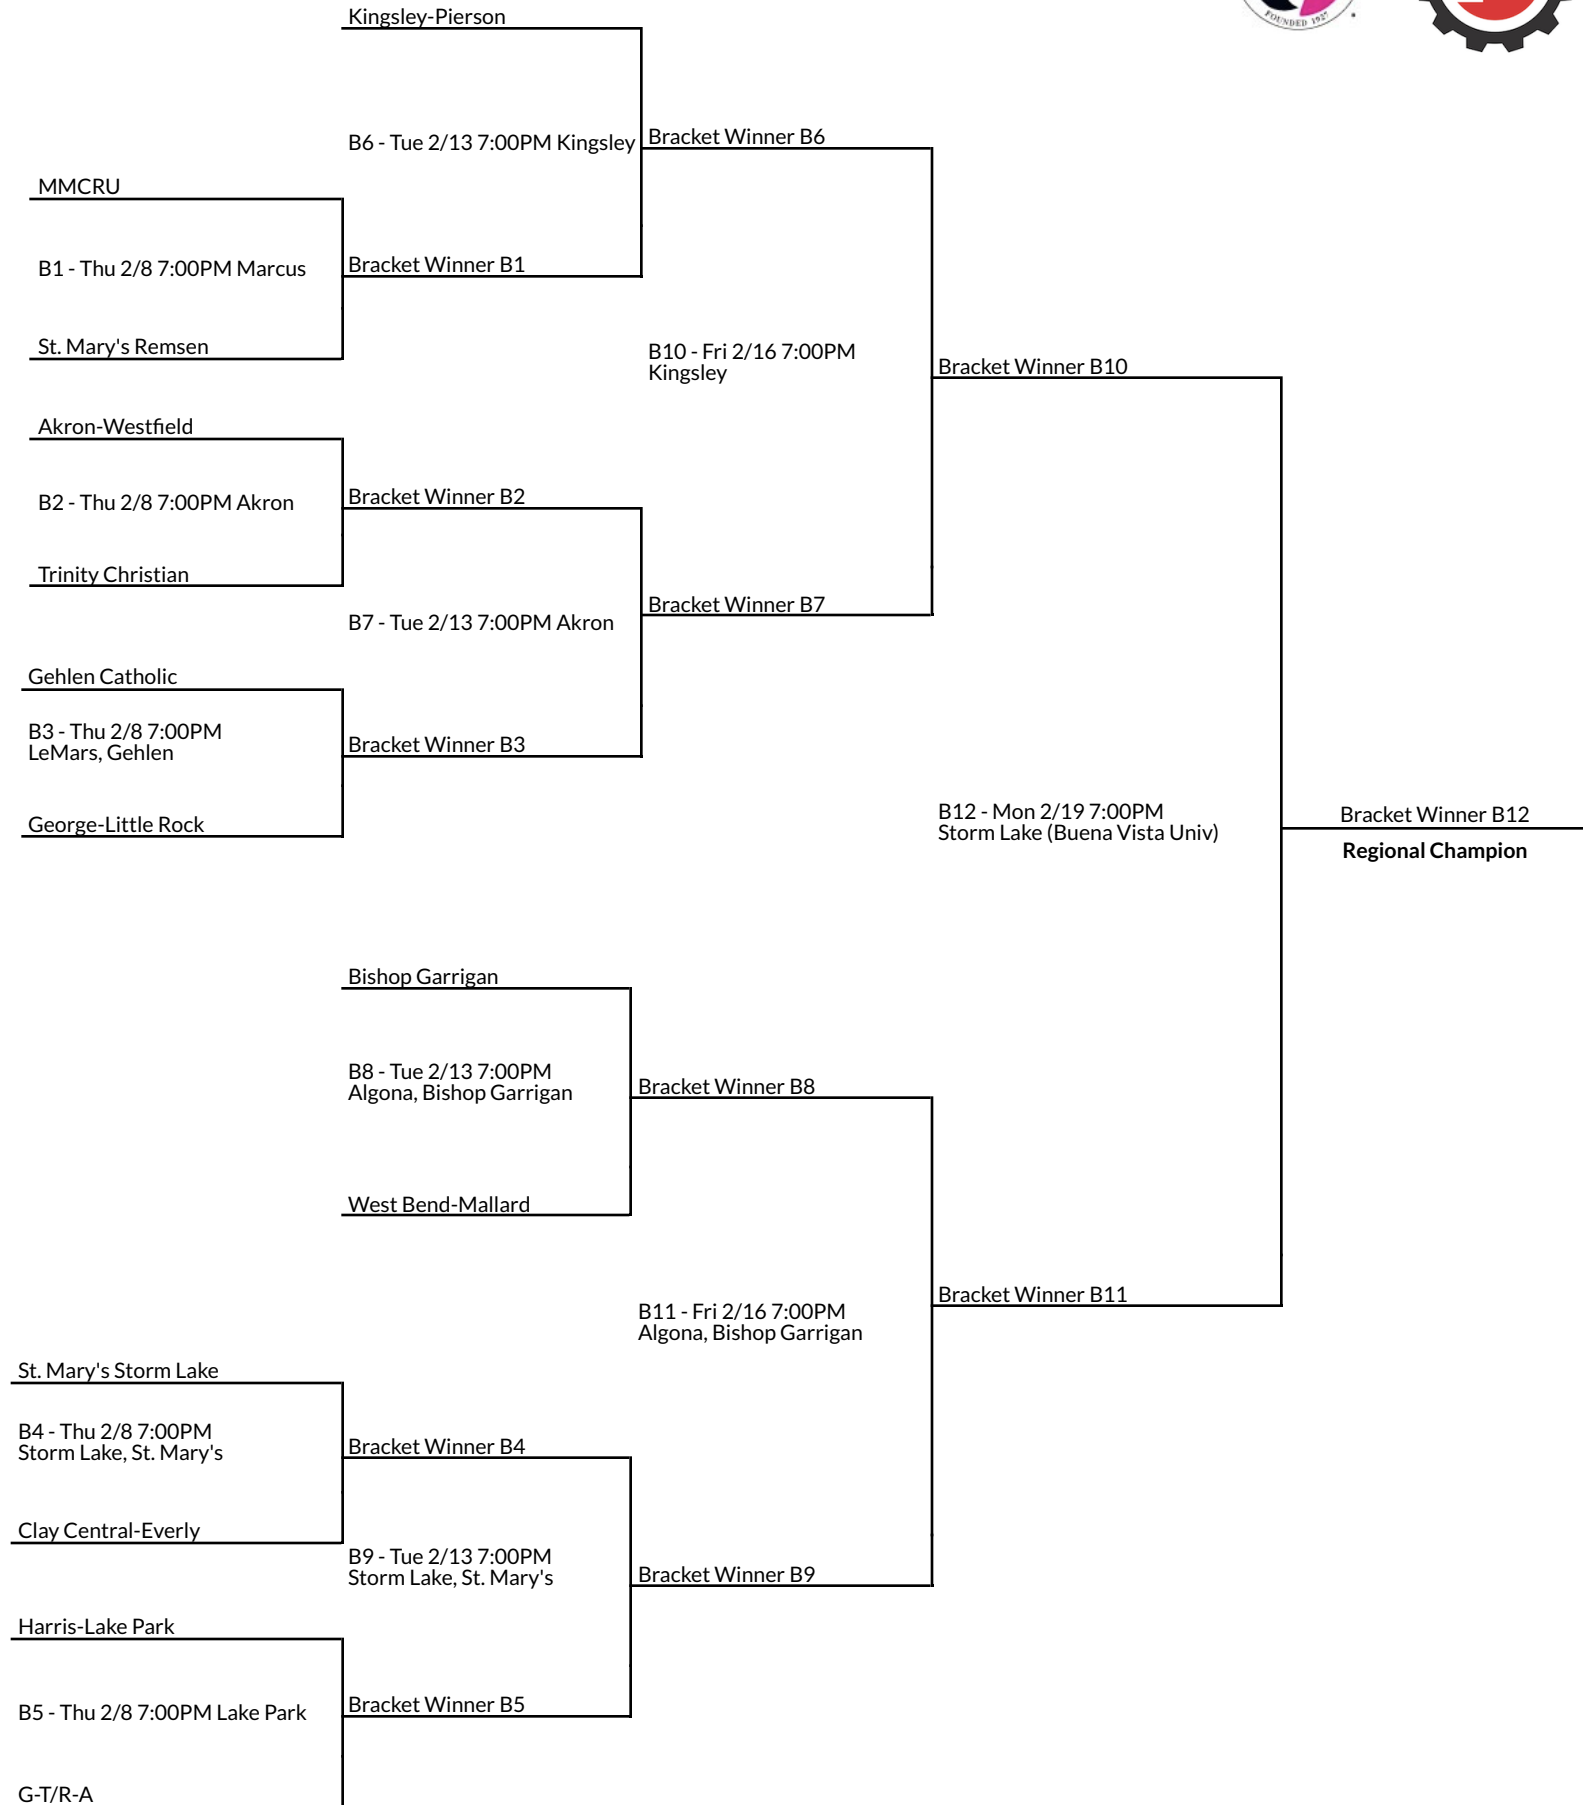 FOUNDED 1927
Kingsley-Pierson
B6 - Tue 2/13 7:00PM Kingsley
Bracket Winner B6
MMCRU
B1 - Thu 2/8 7:00PM Marcus
Bracket Winner B1
St. Mary's Remsen
B10 - Fri 2/16 7:00PM
Kingsley
Bracket Winner B10
Akron-Westfield
B2 - Thu 2/8 7:00PM Akron
Bracket Winner B2
Trinity Christian
B7 - Tue 2/13 7:00PM Akron
Bracket Winner B7
Gehlen Catholic
B3 - Thu 2/8 7:00PM
LeMars, Gehlen
Bracket Winner B3
George-Little Rock
B12 - Mon 2/19 7:00PM
Storm Lake (Buena Vista Univ)
Bracket Winner B12
Regional Champion
Bishop Garrigan
B8 - Tue 2/13 7:00PM
Algona, Bishop Garrigan
Bracket Winner B8
West Bend-Mallard
B11 - Fri 2/16 7:00PM
Algona, Bishop Garrigan
Bracket Winner B11
St. Mary's Storm Lake
B4 - Thu 2/8 7:00PM
Storm Lake, St. Mary's
Bracket Winner B4
Clay Central-Everly
B9 - Tue 2/13 7:00PM
Storm Lake, St. Mary's
Bracket Winner B9
Harris-Lake Park
B5 - Thu 2/8 7:00PM Lake Park
Bracket Winner B5
G-T/R-A